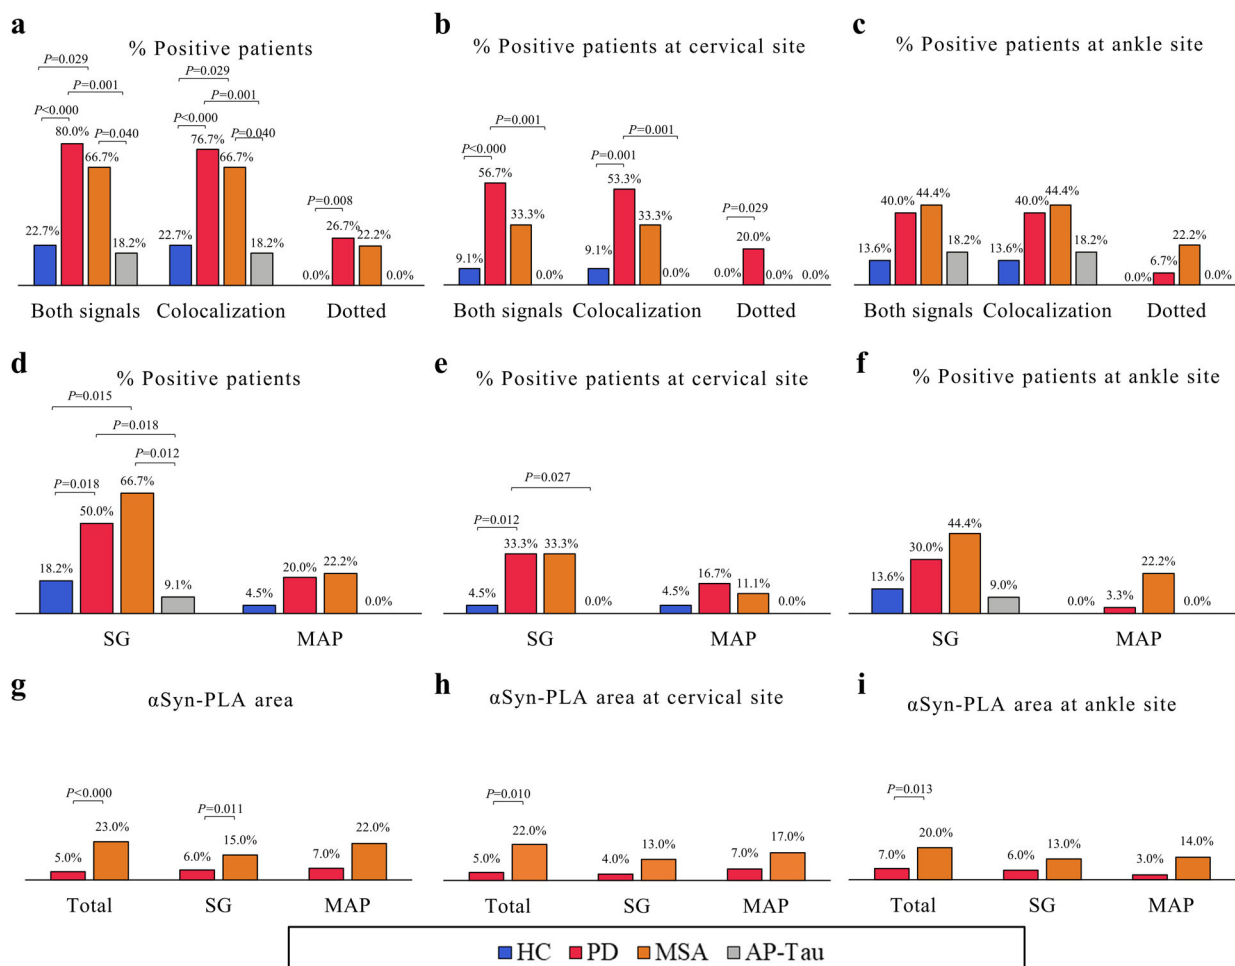 a
% Positive patients
P=0.029
P=0.029
P=0.001
P=0.001
P<0.000
P<0.000
80.0%
P=0.040
76.7%
P=0.040
66.7%
66.7%
P=0.008
22.7%
22.7%
26.7%
22.2%
18.2%
18.2%
0.0%
0.0%
Both signals
Colocalization
Dotted
b
% Positive patients at cervical site
P=0.001
P=0.001
P<0.000
P=0.001
56.7%
53.3%
33.3%
33.3%
P=0.029
20.0%
9.1%
9.1%
0.0%
0.0%
0.0%
0.0%
0.0%
Both signals
Colocalization
Dotted
c
% Positive patients at ankle site
40.0%
44.4%
40.0%
44.4%
13.6%
18.2%
13.6%
18.2%
22.2%
0.0%
6.7%
0.0%
Both signals
Colocalization
Dotted
d
% Positive patients
P=0.015
P=0.018
P=0.012
P=0.018
66.7%
50.0%
18.2%
9.1%
4.5%
20.0%
22.2%
0.0%
SG
MAP
e
% Positive patients at cervical site
P=0.027
P=0.012
33.3%
33.3%
4.5%
0.0%
4.5%
16.7%
11.1%
0.0%
SG
MAP
f
% Positive patients at ankle site
44.4%
30.0%
13.6%
9.0%
22.2%
0.0%
3.3%
0.0%
SG
MAP
g
αSyn-PLA area
P<0.000
P=0.011
5.0%
23.0%
6.0%
15.0%
7.0%
22.0%
Total
SG
MAP
h
αSyn-PLA area at cervical site
P=0.010
5.0%
22.0%
4.0%
13.0%
7.0%
17.0%
Total
SG
MAP
i
αSyn-PLA area at ankle site
P=0.013
7.0%
20.0%
6.0%
13.0%
3.0%
14.0%
Total
SG
MAP
HC PD MSA AP-Tau